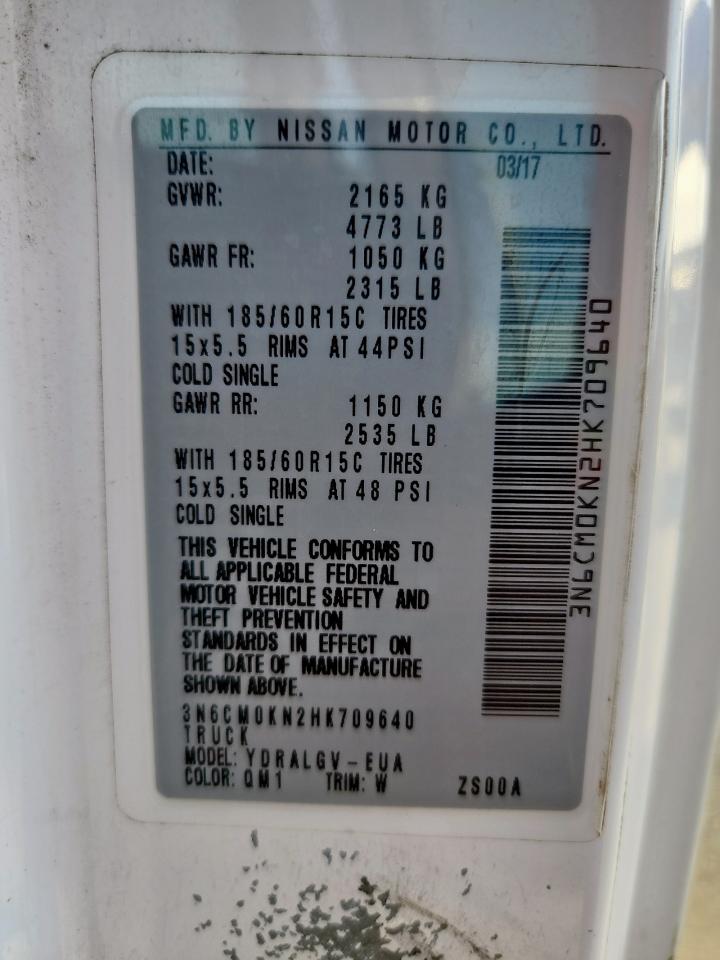 MFD. BY NISSAN MOTOR CO., LTD.
DATE: 03/17
GVWR: 2165 KG
4773 LB
GAWR FR: 1050 KG
2315 LB
WITH 185/60R15C TIRES
15x5.5 RIMS AT 44PSI
COLD SINGLE
GAWR RR: 1150 KG
2535 LB
WITH 185/60R15C TIRES
15x5.5 RIMS AT 48 PSI
COLD SINGLE
THIS VEHICLE CONFORMS TO
ALL APPLICABLE FEDERAL
MOTOR VEHICLE SAFETY AND
THEFT PREVENTION
STANDARDS IN EFFECT ON
THE DATE OF MANUFACTURE
SHOWN ABOVE.
3N6CM0KN2HK709640
TRUCK
MODEL: YDRALGV-EUA
COLOR: QM1 TRIM: W ZS00A
3N6CM0KN2HK709640